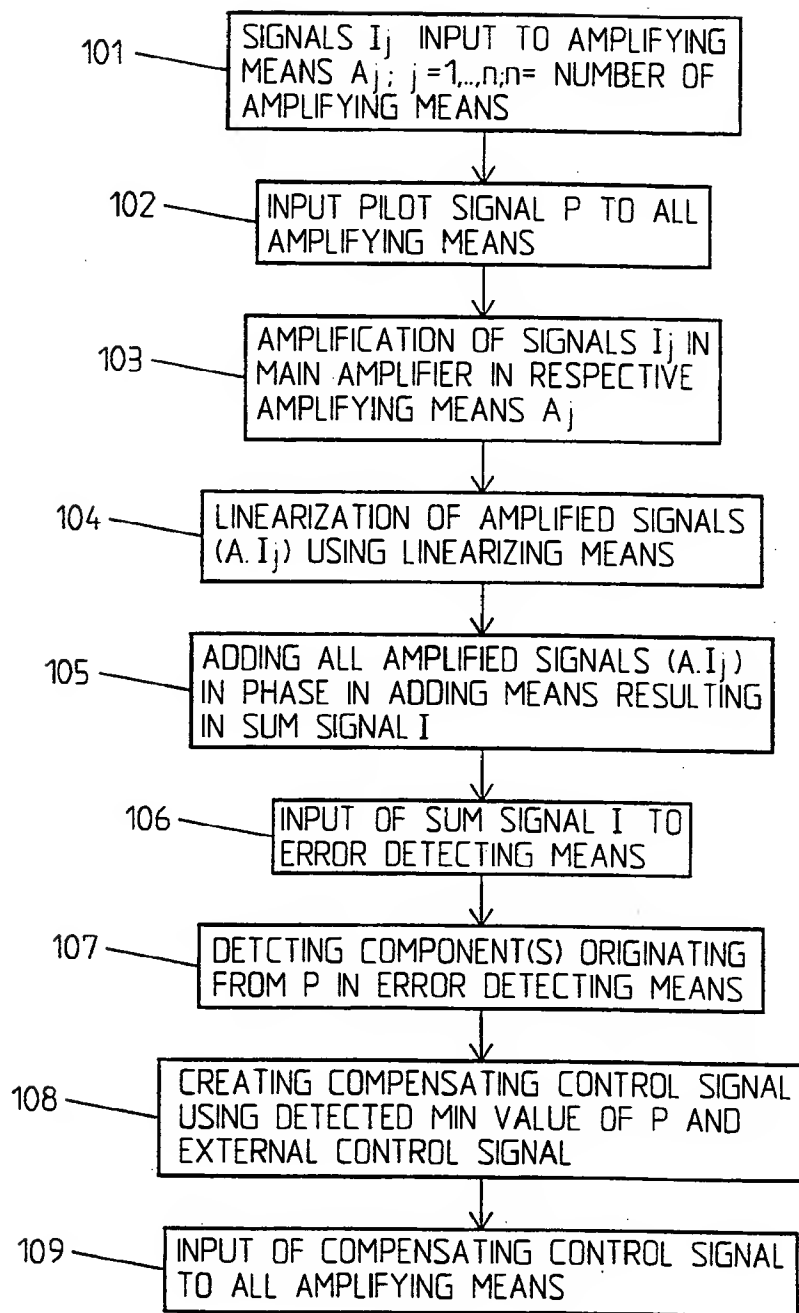 101
SIGNALS Ij INPUT TO AMPLIFYING
MEANS Aj; j=1,..,n;n=
NUMBER OF
AMPLIFYING MEANS
102
INPUT PILOT SIGNAL P TO ALL
AMPLIFYING MEANS
103
AMPLIFICATION OF SIGNALS Ij IN
MAIN AMPLIFIER IN RESPECTIVE
AMPLIFYING MEANS Aj
104
LINEARIZATION OF AMPLIFIED SIGNALS
(A.Ij) USING LINEARIZING MEANS
105
ADDING ALL AMPLIFIED SIGNALS (A.Ij)
IN PHASE IN ADDING MEANS RESULTING
IN SUM SIGNAL I
106
INPUT OF SUM SIGNAL I TO
ERROR DETECTING MEANS
107
DETCTING COMPONENT(S) ORIGINATING
FROM P IN ERROR DETECTING MEANS
108
CREATING COMPENSATING CONTROL SIGNAL
USING DETECTED MIN VALUE OF P AND
EXTERNAL CONTROL SIGNAL
109
INPUT OF COMPENSATING CONTROL SIGNAL
TO ALL AMPLIFYING MEANS